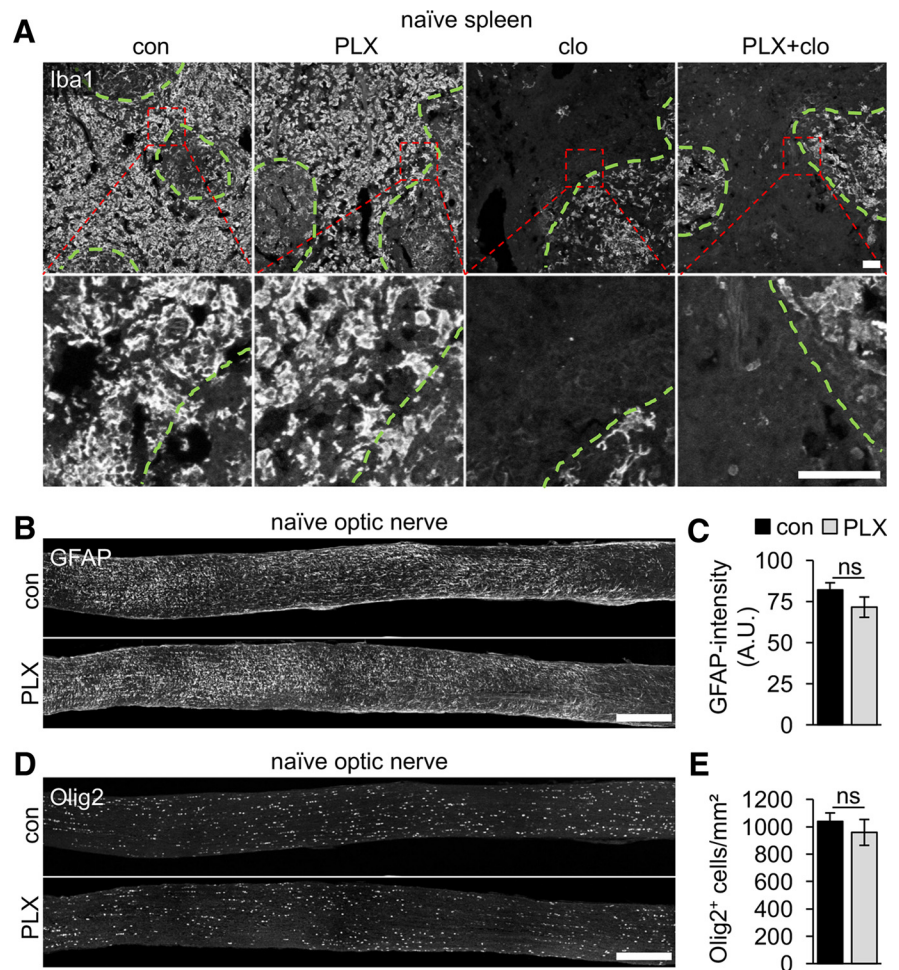 A
naïve spleen
con PLX clo PLX+clo
Iba1
B
naïve optic nerve
GFAP
con
PLX
C
con PLX
GFAP-intensity
(A.U.)
100
75
50
25
0
ns
D
naïve optic nerve
Olig2
con
PLX
E
Olig2⁺ cells/mm²
1200
1000
800
600
400
200
0
ns